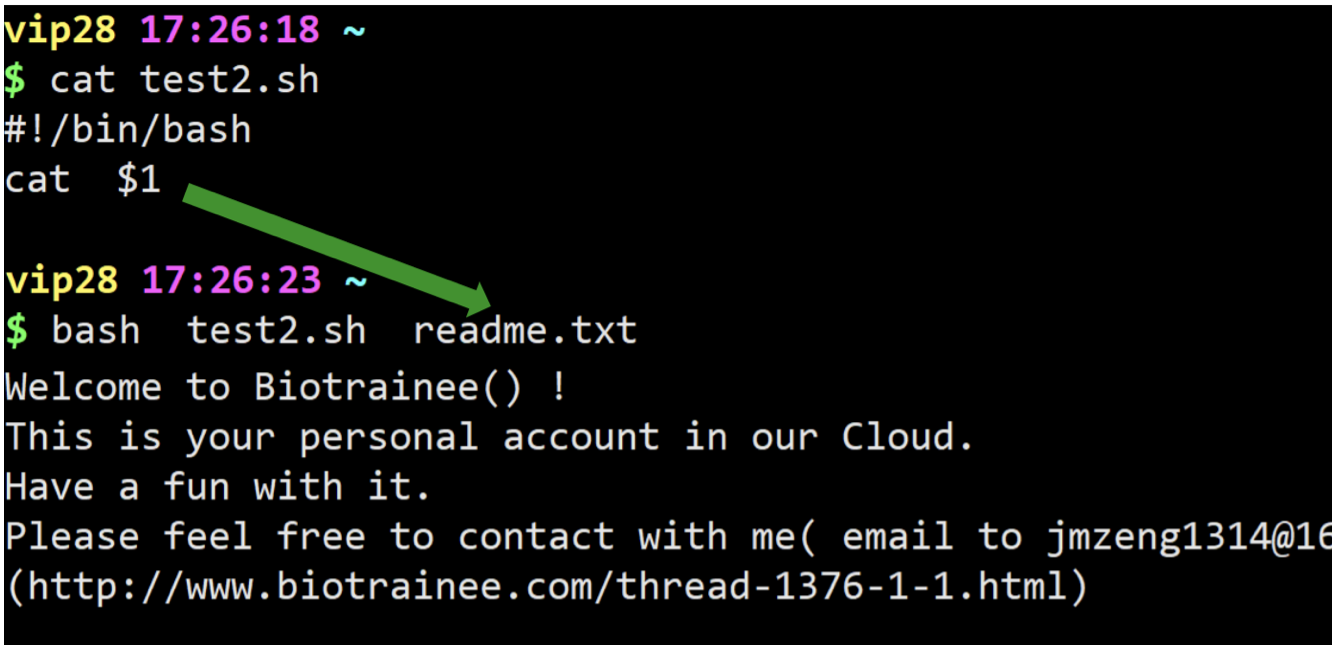 vip28 17:26:18 ~
$ cat test2.sh
#!/bin/bash
cat  $1
vip28 17:26:23 ~
$ bash  test2.sh  readme.txt
Welcome to Biotrainee() !
This is your personal account in our Cloud.
Have a fun with it.
Please feel free to contact with me( email to jmzeng1314@16
(http://www.biotrainee.com/thread-1376-1-1.html)